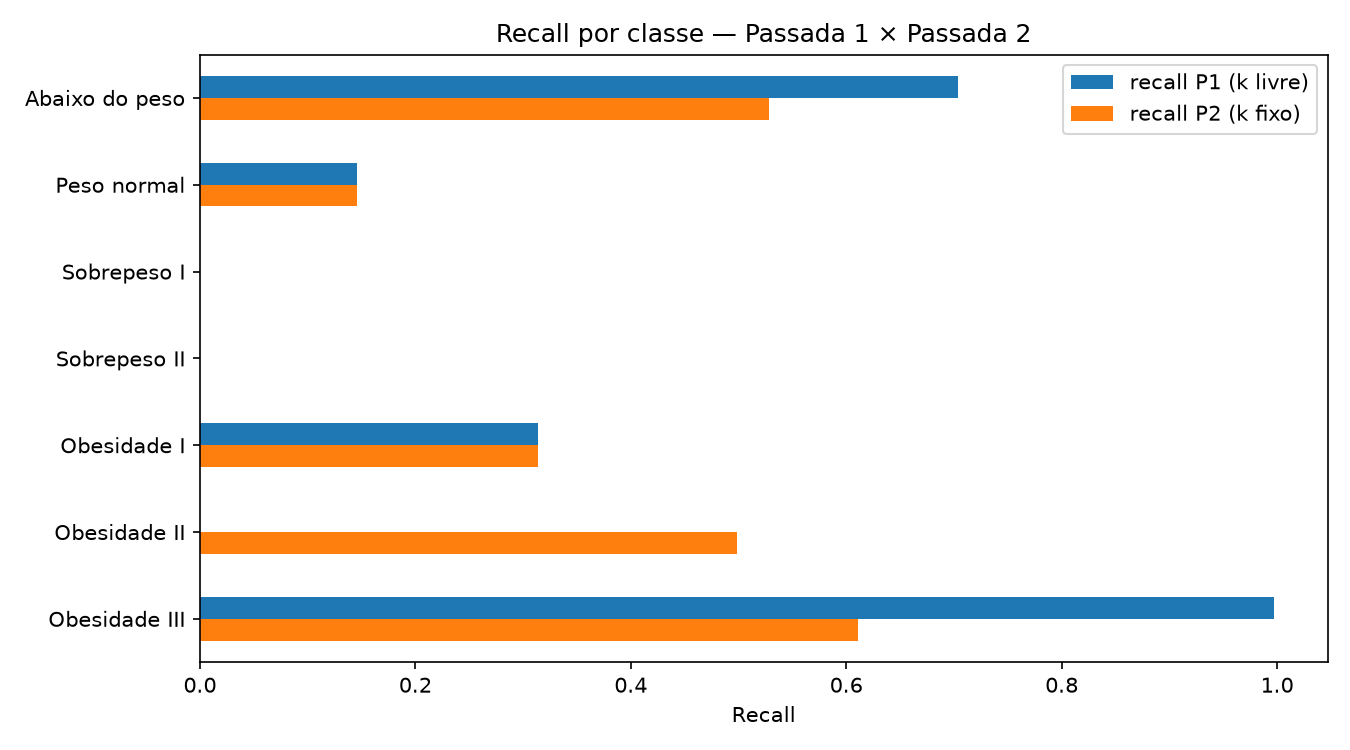 Recall por classe — Passada 1 × Passada 2
recall P1 (k livre)
recall P2 (k fixo)
Abaixo do peso
Peso normal
Sobrepeso I
Sobrepeso II
Obesidade I
Obesidade II
Obesidade III
0.0 0.2 0.4 0.6 0.8 1.0
Recall